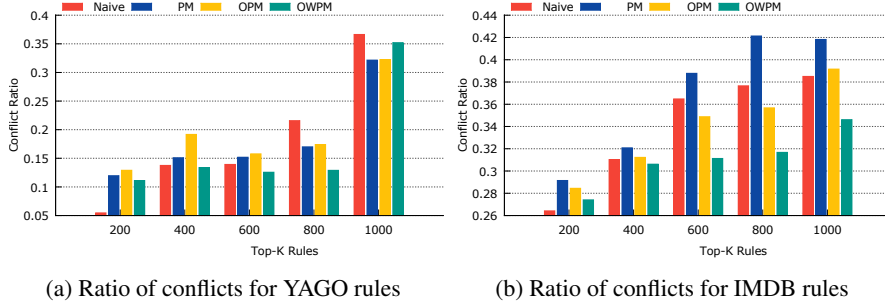 Naive PM OPM OWPM
0.4
0.35
0.3
0.25
0.2
0.15
0.1
0.05
Conflict Ratio
200 400 600 800 1000
Top-K Rules
(a) Ratio of conflicts for YAGO rules
Naive PM OPM OWPM
0.44
0.42
0.4
0.38
0.36
0.34
0.32
0.3
0.28
0.26
Conflict Ratio
200 400 600 800 1000
Top-K Rules
(b) Ratio of conflicts for IMDB rules